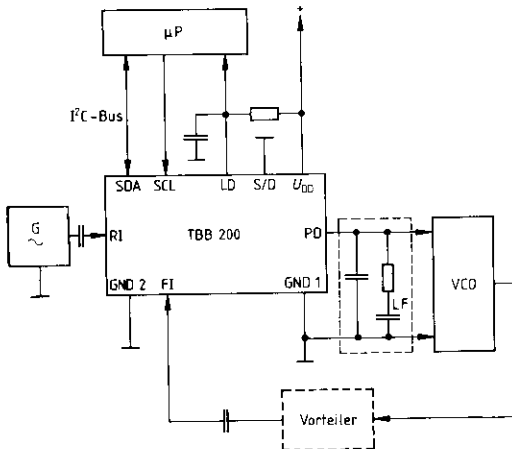 µP
+
I²C-Bus
SDA SCL LD S/D U_DD
G
~
RI TBB 200 PD
VCO
GND 2 FI GND 1
LF
Vorteiler